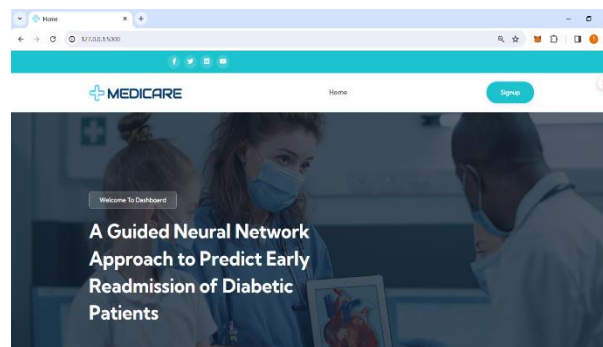 Home
127.0.0.1:5000
MEDICARE
Home
Signup
Welcome To Dashboard
A Guided Neural Network
Approach to Predict Early
Readmission of Diabetic
Patients